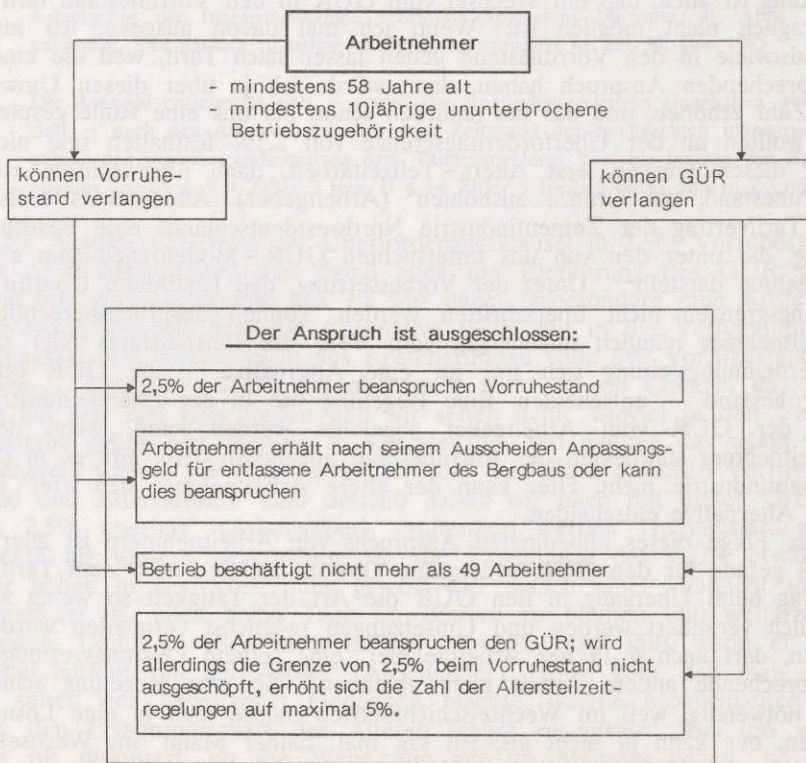 Arbeitnehmer
- mindestens 58 Jahre alt
- mindestens 10jährige ununterbrochene
Betriebszugehörigkeit
können Vorruhe-
stand verlangen
können GÜR
verlangen
Der Anspruch ist ausgeschlossen:
2,5% der Arbeitnehmer beanspruchen Vorruhestand
Arbeitnehmer erhält nach seinem Ausscheiden Anpassungs-
geld für entlassene Arbeitnehmer des Bergbaus oder kann
dies beanspruchen
Betrieb beschäftigt nicht mehr als 49 Arbeitnehmer
2,5% der Arbeitnehmer beanspruchen den GÜR; wird
allerdings die Grenze von 2,5% beim Vorruhestand nicht
ausgeschöpft, erhöht sich die Zahl der Altersteilzeit-
regelungen auf maximal 5%.